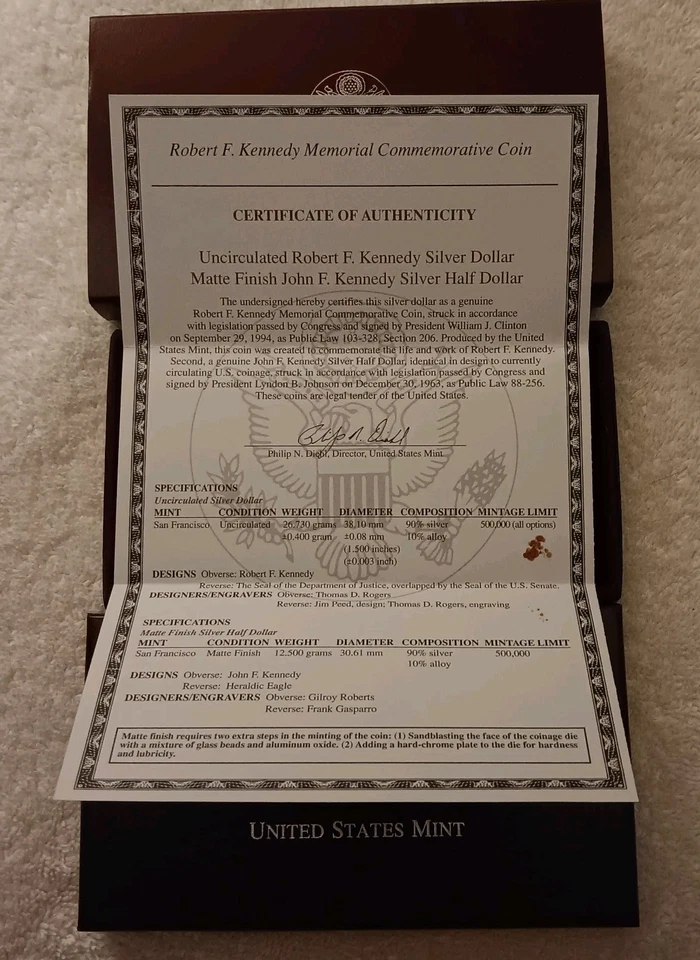 Robert F. Kennedy Memorial Commemorative Coin
CERTIFICATE OF AUTHENTICITY
Uncirculated Robert F. Kennedy Silver Dollar
Matte Finish John F. Kennedy Silver Half Dollar
The undersigned hereby certifies this silver dollar as a genuine
Robert F. Kennedy Memorial Commemorative Coin, struck in accordance
with legislation passed by Congress and signed by President William J. Clinton
on September 29, 1994, as Public Law 103-328, Section 206. Produced by the United
States Mint, this coin was created to commemorate the life and work of Robert F. Kennedy.
Second, a genuine John F. Kennedy Silver Half Dollar, identical in design to currently
circulating U.S. coinage, struck in accordance with legislation passed by Congress and
signed by President Lyndon B. Johnson on December 30, 1963, as Public Law 88-256.
These coins are legal tender of the United States.
Philip N. Diehl
Philip N. Diehl, Director, United States Mint
SPECIFICATIONS
Uncirculated Silver Dollar
MINT CONDITION WEIGHT DIAMETER COMPOSITION MINTAGE LIMIT
San Francisco Uncirculated 26.730 grams 38.10 mm 90% silver 500,000 (all options)
±0.400 gram ±0.08 mm 10% alloy
(1.500 inches)
(±0.003 inch)
DESIGNS Obverse: Robert F. Kennedy
Reverse: The Seal of the Department of Justice, overlapped by the Seal of the U.S. Senate.
DESIGNERS/ENGRAVERS Obverse: Thomas D. Rogers
Reverse: Jim Peed, design; Thomas D. Rogers, engraving
SPECIFICATIONS
Matte Finish Silver Half Dollar
MINT CONDITION WEIGHT DIAMETER COMPOSITION MINTAGE LIMIT
San Francisco Matte Finish 12.500 grams 30.61 mm 90% silver 500,000
10% alloy
DESIGNS Obverse: John F. Kennedy
Reverse: Heraldic Eagle
DESIGNERS/ENGRAVERS Obverse: Gilroy Roberts
Reverse: Frank Gasparro
Matte finish requires two extra steps in the minting of the coin: (1) Sandblasting the face of the coinage die
with a mixture of glass beads and aluminum oxide. (2) Adding a hard-chrome plate to the die for hardness
and lubricity.
UNITED STATES MINT